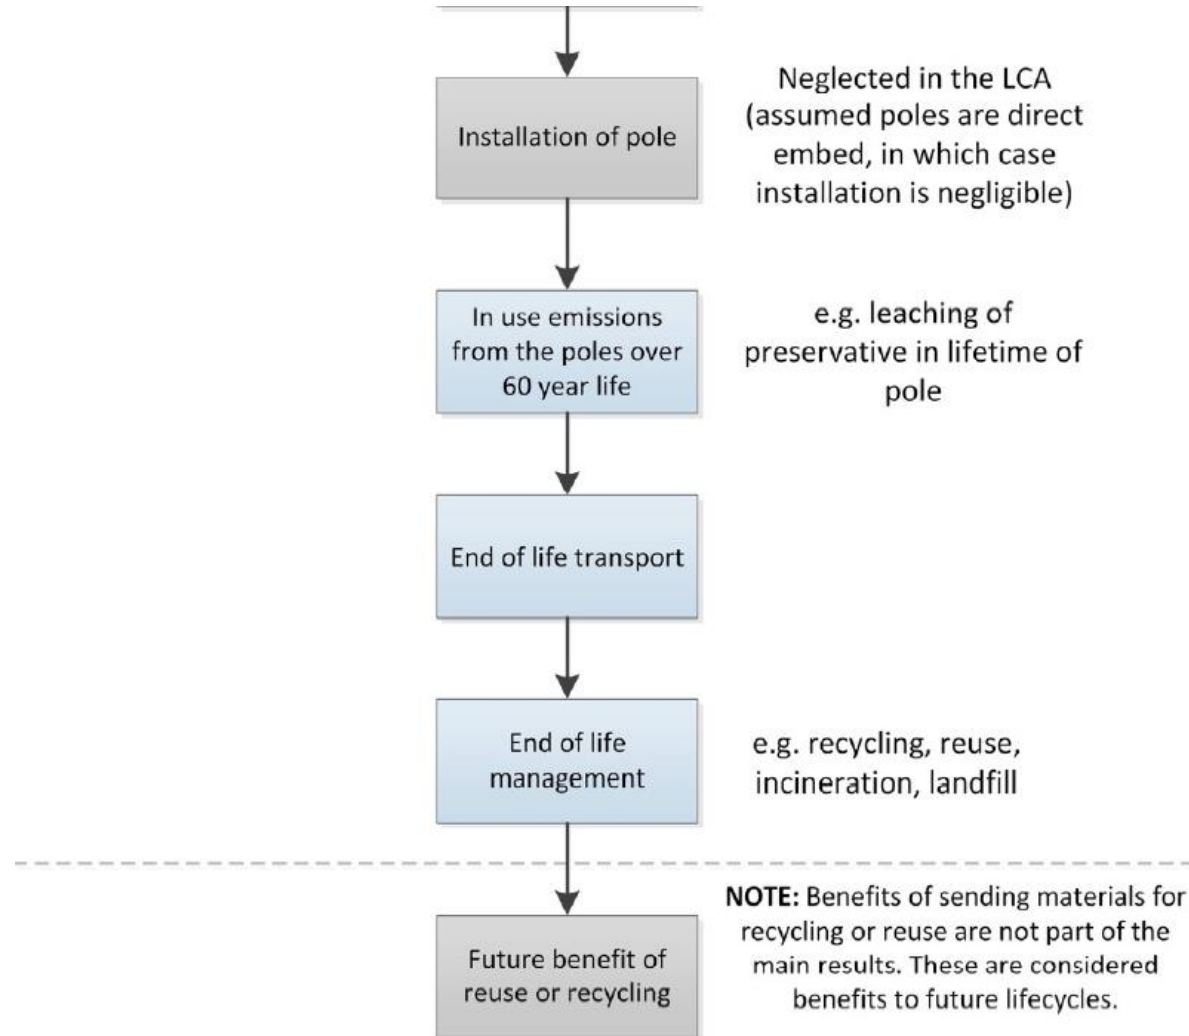 Installation of pole
Neglected in the LCA
(assumed poles are direct
embed, in which case
installation is negligible)
In use emissions
from the poles over
60 year life
e.g. leaching of
preservative in lifetime of
pole
End of life transport
End of life
management
e.g. recycling, reuse,
incineration, landfill
Future benefit of
reuse or recycling
NOTE: Benefits of sending materials for
recycling or reuse are not part of the
main results. These are considered
benefits to future lifecycles.